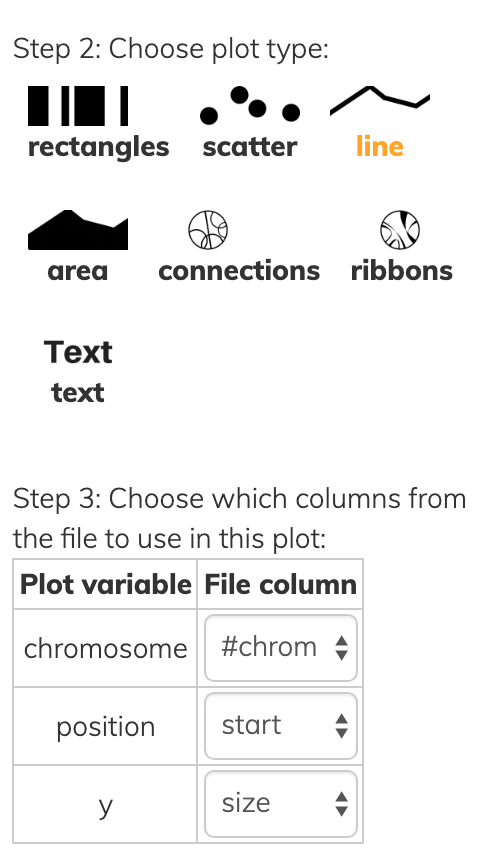 Step 2: Choose plot type:
rectangles scatter line
area connections ribbons
Text
text
Step 3: Choose which columns from
the file to use in this plot:
Plot variable File column
chromosome #chrom
position start
y size